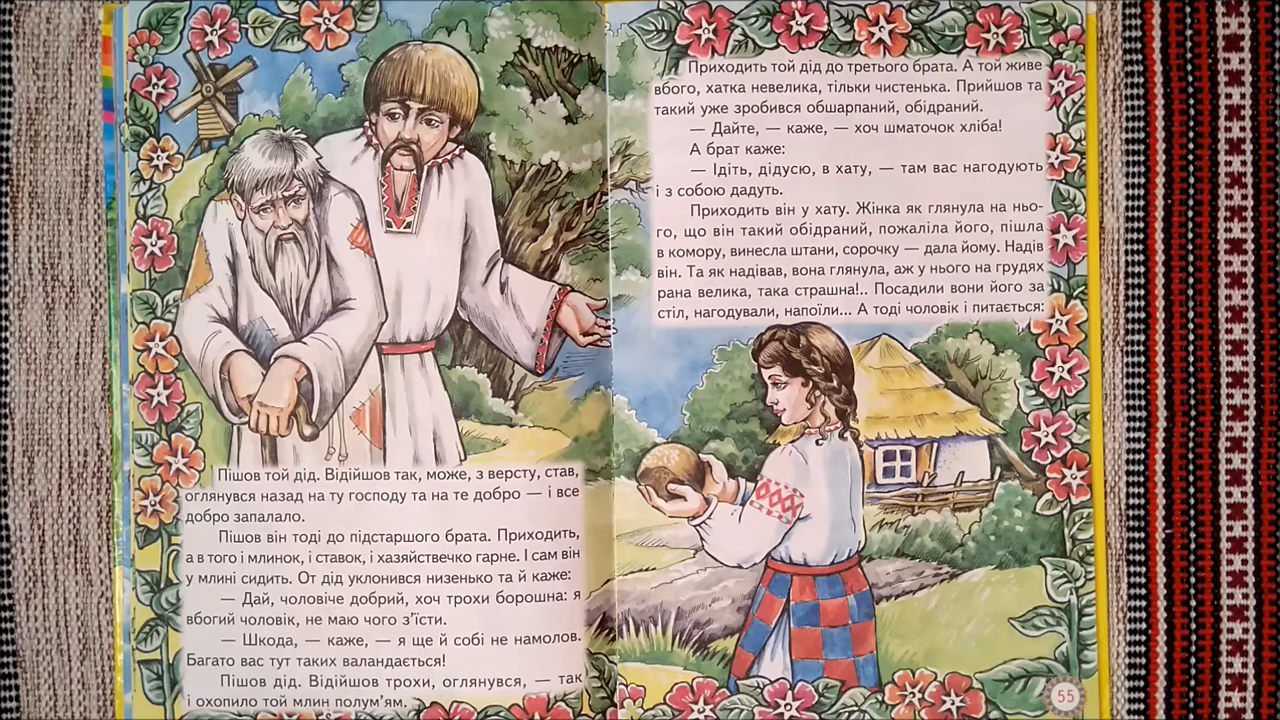 Пішов той дід. Відійшов так, може, з версту, став,
оглянувся назад на ту господу та на те добро — і все
добро запалало.
Пішов він тоді до підстаршого брата. Приходить,
а в того і млинок, і ставок, і хазяйствечко гарне. І сам він
у млині сидить. От дід уклонився низенько та й каже:
— Дай, чоловіче добрий, хоч трохи борошна: я
вбогий чоловік, не маю чого з’їсти.
— Шкода, — каже, — я ще й собі не намолов.
Багато вас тут таких валандається!
Пішов дід. Відійшов трохи, оглянувся, — так
і охопило той млин полум’ям.
Приходить той дід до третього брата. А той живе
вбого, хатка невелика, тільки чистенька. Прийшов та
такий уже зробився обшарпаний, обідраний.
— Дайте, — каже, — хоч шматочок хліба!
А брат каже:
— Ідіть, дідусю, в хату, — там вас нагодують
і з собою дадуть.
Приходить він у хату. Жінка як глянула на ньо-
го, що він такий обідраний, пожаліла його, пішла
в комору, винесла штани, сорочку — дала йому. Надів
він. Та як надівав, вона глянула, аж у нього на грудях
рана велика, така страшна!.. Посадили вони його за
стіл, нагодували, напоїли... А тоді чоловік і питається:
55